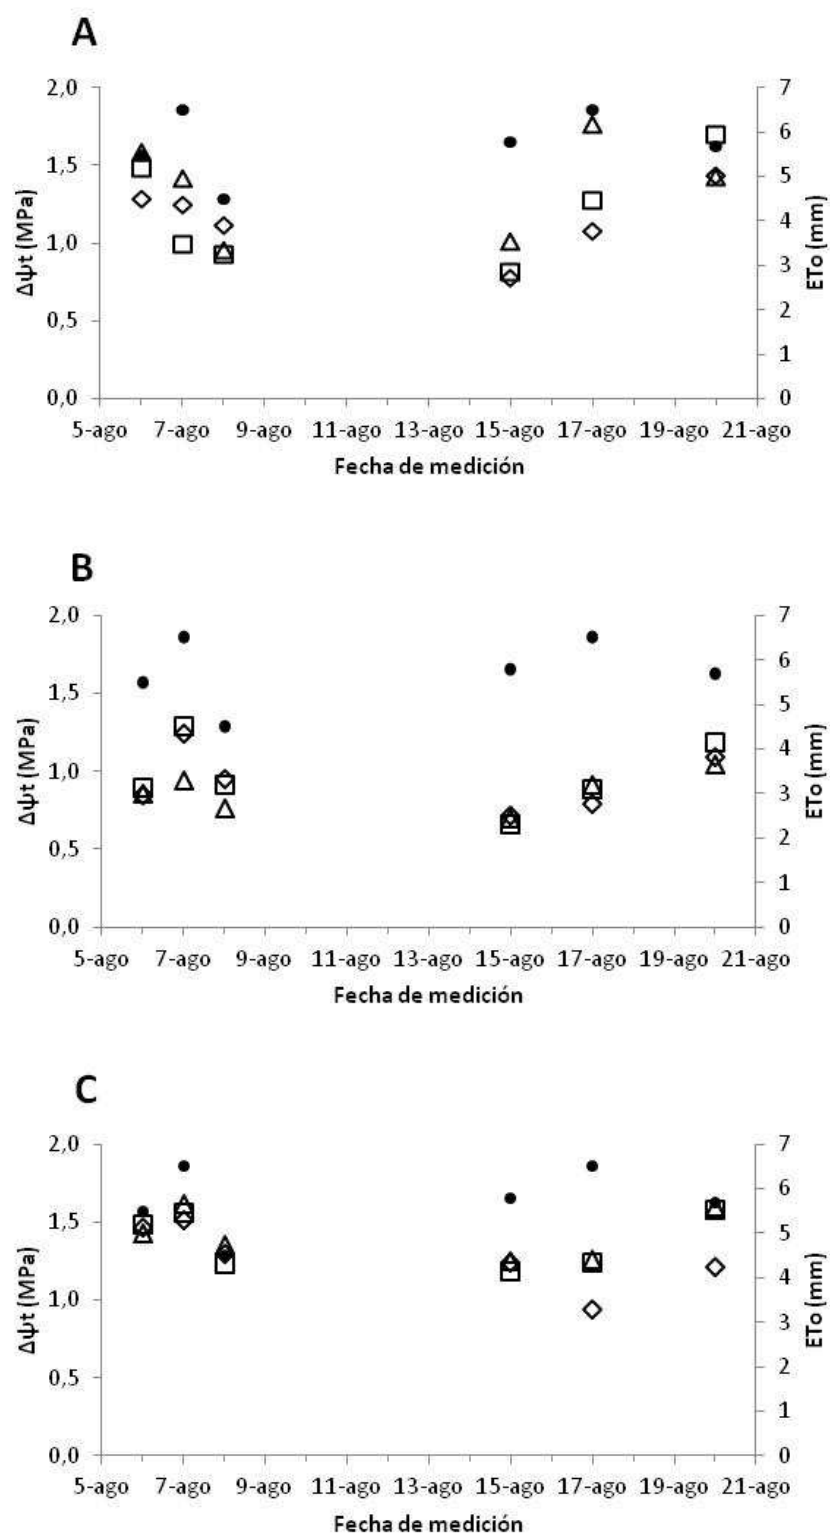 A
2,0
1,5
1,0
0,5
0,0
Δψt (MPa)
7
6
5
4
3
2
1
0
ETo (mm)
5-ago 7-ago 9-ago 11-ago 13-ago 15-ago 17-ago 19-ago 21-ago
Fecha de medición
B
2,0
1,5
1,0
0,5
0,0
Δψt (MPa)
7
6
5
4
3
2
1
0
ETo (mm)
5-ago 7-ago 9-ago 11-ago 13-ago 15-ago 17-ago 19-ago 21-ago
Fecha de medición
C
2,0
1,5
1,0
0,5
0,0
Δψt (MPa)
7
6
5
4
3
2
1
0
ETo (mm)
5-ago 7-ago 9-ago 11-ago 13-ago 15-ago 17-ago 19-ago 21-ago
Fecha de medición